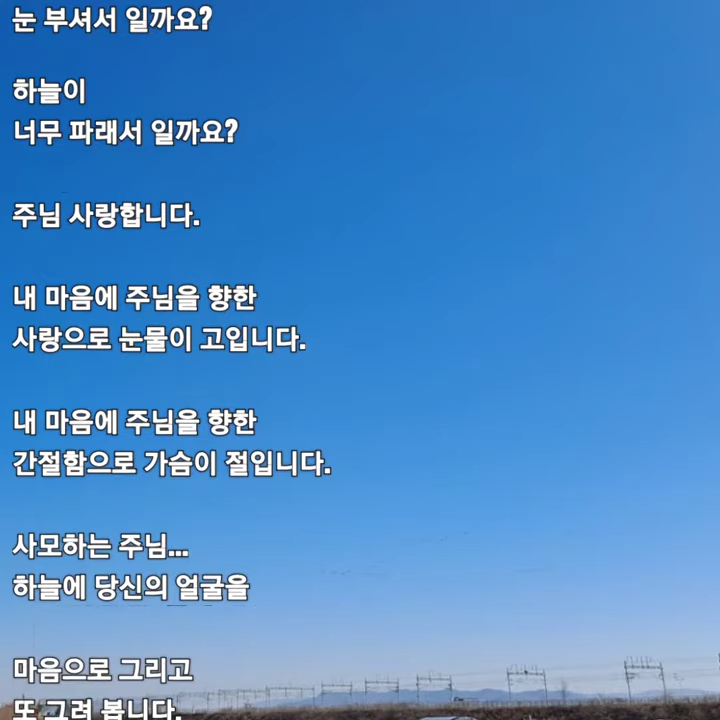 눈 부셔서 일까요?
하늘이
너무 파래서 일까요?
주님 사랑합니다.
내 마음에 주님을 향한
사랑으로 눈물이 고입니다.
내 마음에 주님을 향한
간절함으로 가슴이 절입니다.
사모하는 주님...
하늘에 당신의 얼굴을
마음으로 그리고
또 그려 봅니다.